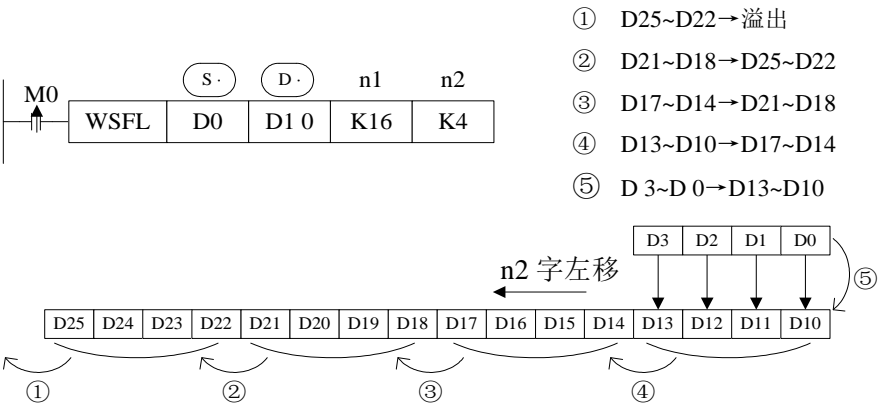 ① D25~D22→溢出
② D21~D18→D25~D22
③ D17~D14→D21~D18
④ D13~D10→D17~D14
⑤ D 3~D 0→D13~D10
M0
S· D· n1 n2
WSFL D0 D1 0 K16 K4
D3 D2 D1 D0
n2 字左移
⑤
D25 D24 D23 D22 D21 D20 D19 D18 D17 D16 D15 D14 D13 D12 D11 D10
① ② ③ ④